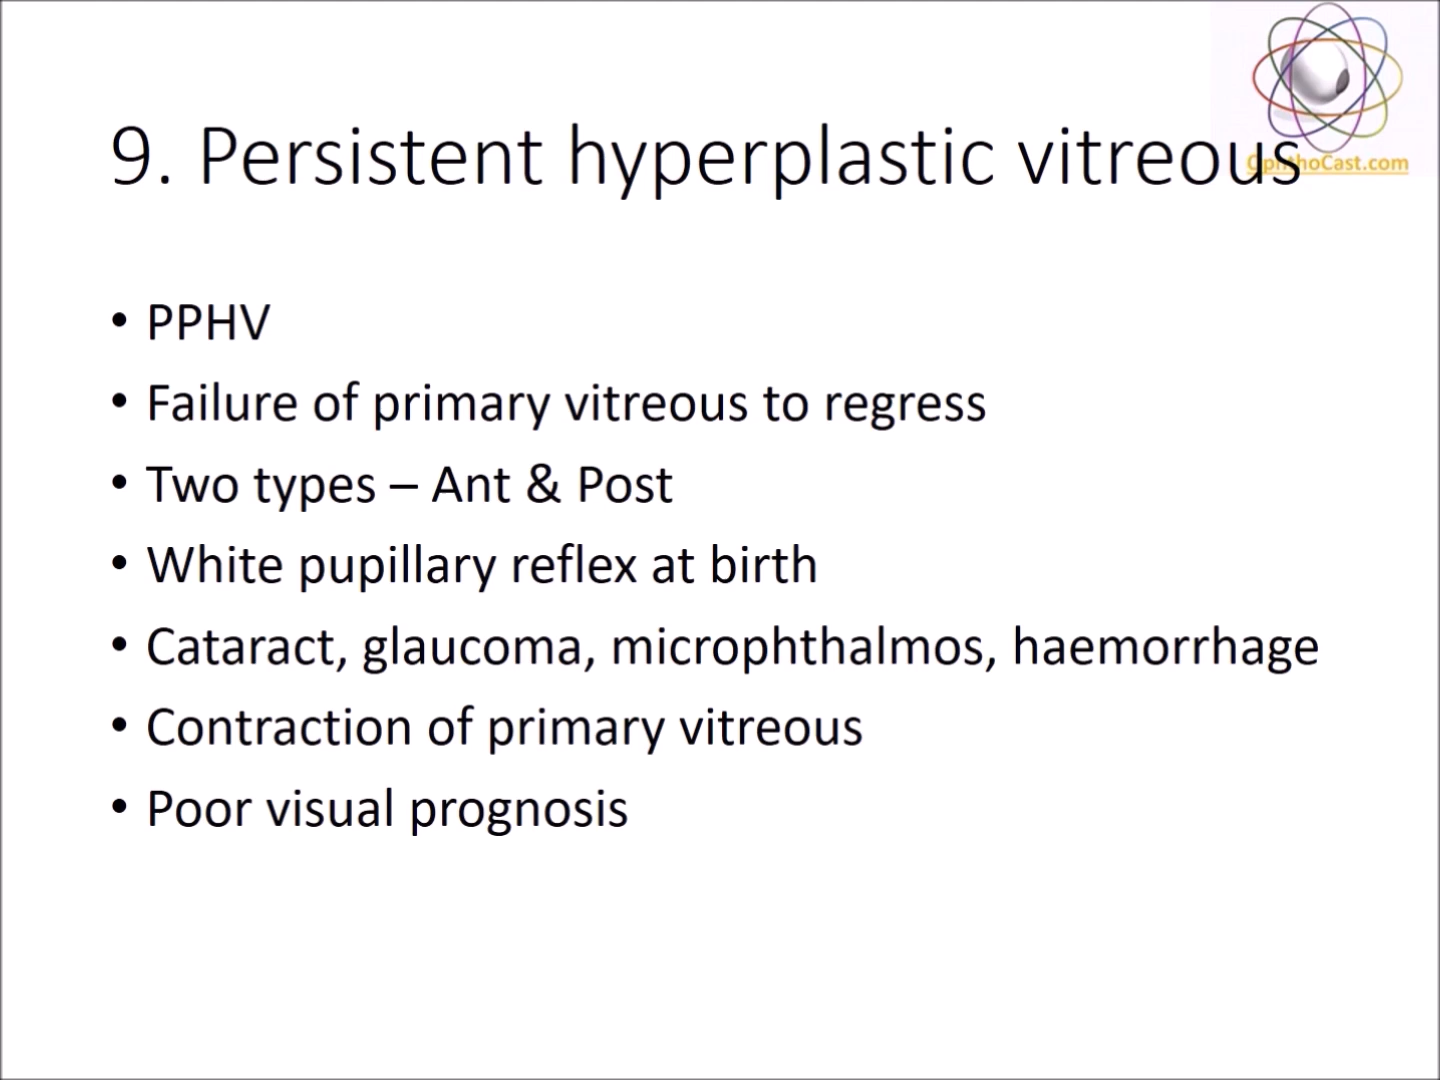 9. Persistent hyperplastic vitreous
OphthoCast.com
• PPHV
• Failure of primary vitreous to regress
• Two types – Ant & Post
• White pupillary reflex at birth
• Cataract, glaucoma, microphthalmos, haemorrhage
• Contraction of primary vitreous
• Poor visual prognosis